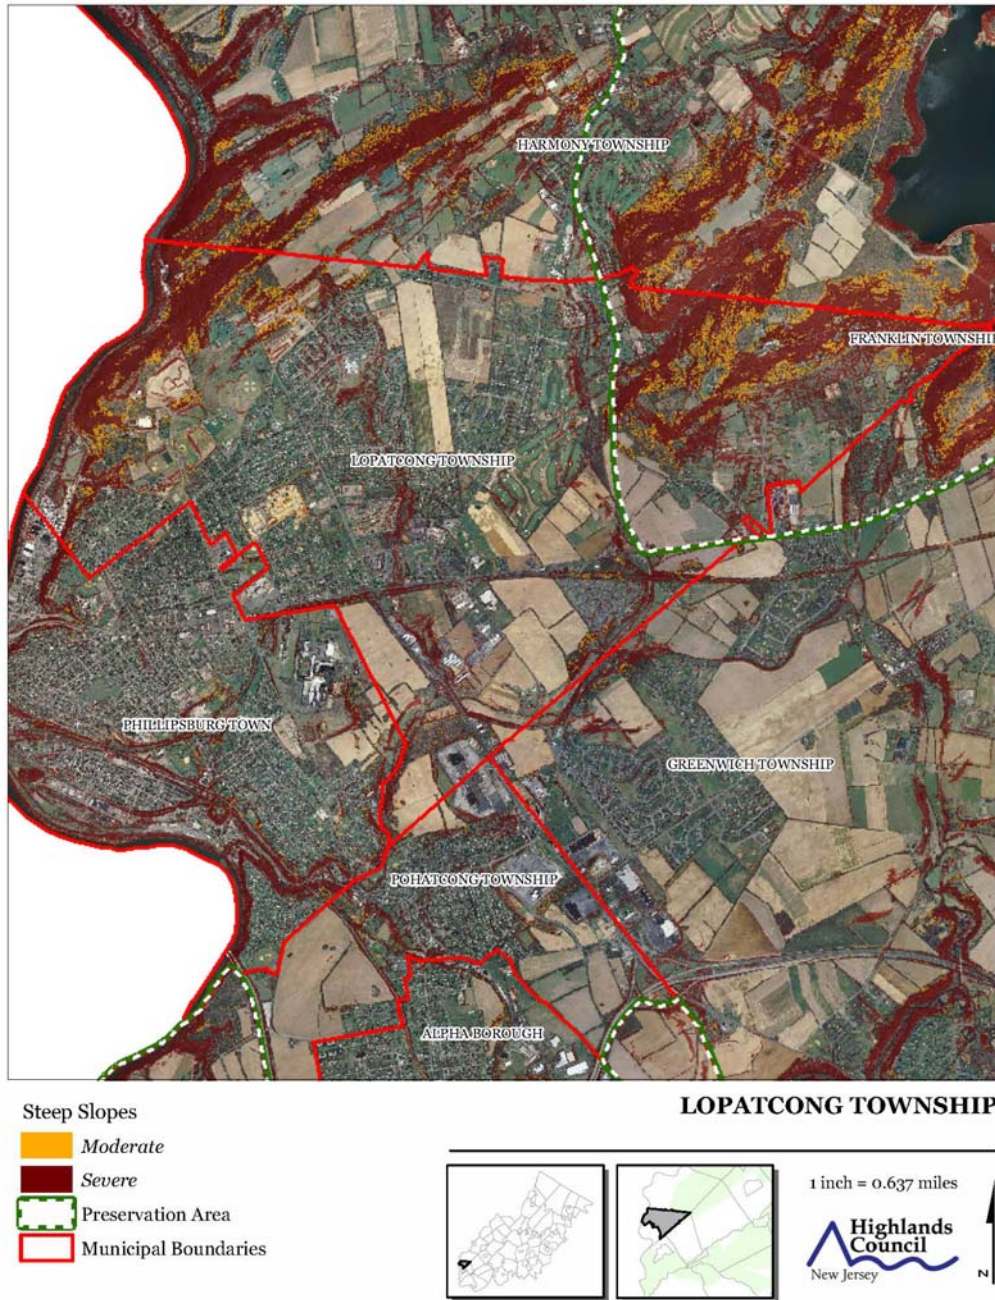 HARMONY TOWNSHIP
FRANKLIN TOWNSHIP
LOPATCONG TOWNSHIP
PHILLIPSBURG TOWN
GREENWICH TOWNSHIP
POHATCONG TOWNSHIP
ALPHA BOROUGH
LOPATCONG TOWNSHIP
Steep Slopes
Moderate
Severe
Preservation Area
Municipal Boundaries
1 inch = 0.637 miles
Highlands
Council
New Jersey
N